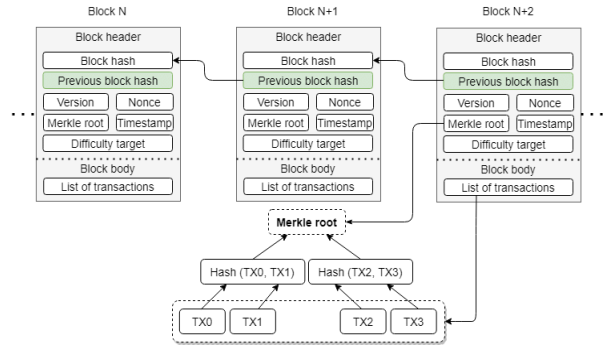 Block N
Block header
Block hash
Previous block hash
Version Nonce
Merkle root Timestamp
Difficulty target
Block body
List of transactions
Block N+1
Block header
Block hash
Previous block hash
Version Nonce
Merkle root Timestamp
Difficulty target
Block body
List of transactions
Block N+2
Block header
Block hash
Previous block hash
Version Nonce
Merkle root Timestamp
Difficulty target
Block body
List of transactions
Merkle root
Hash (TX0, TX1) Hash (TX2, TX3)
TX0 TX1 TX2 TX3